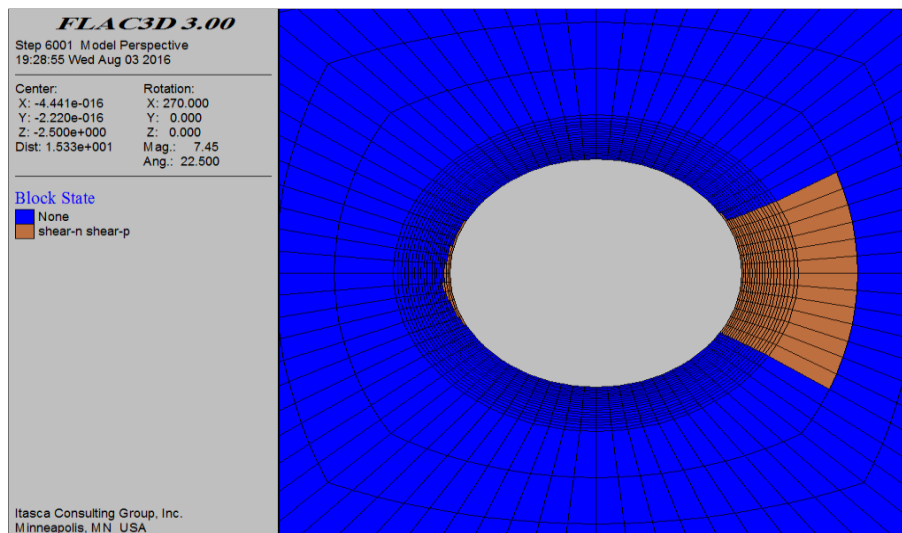 FLAC3D 3.00
Step 6001 Model Perspective
19:28:55 Wed Aug 03 2016
Center:
X: -4.441e-016
Y: -2.220e-016
Z: -2.500e+000
Dist: 1.533e+001
Rotation:
X: 270.000
Y: 0.000
Z: 0.000
Mag.: 7.45
Ang.: 22.500
Block State
None
shear-n shear-p
Itasca Consulting Group, Inc.
Minneapolis, MN USA